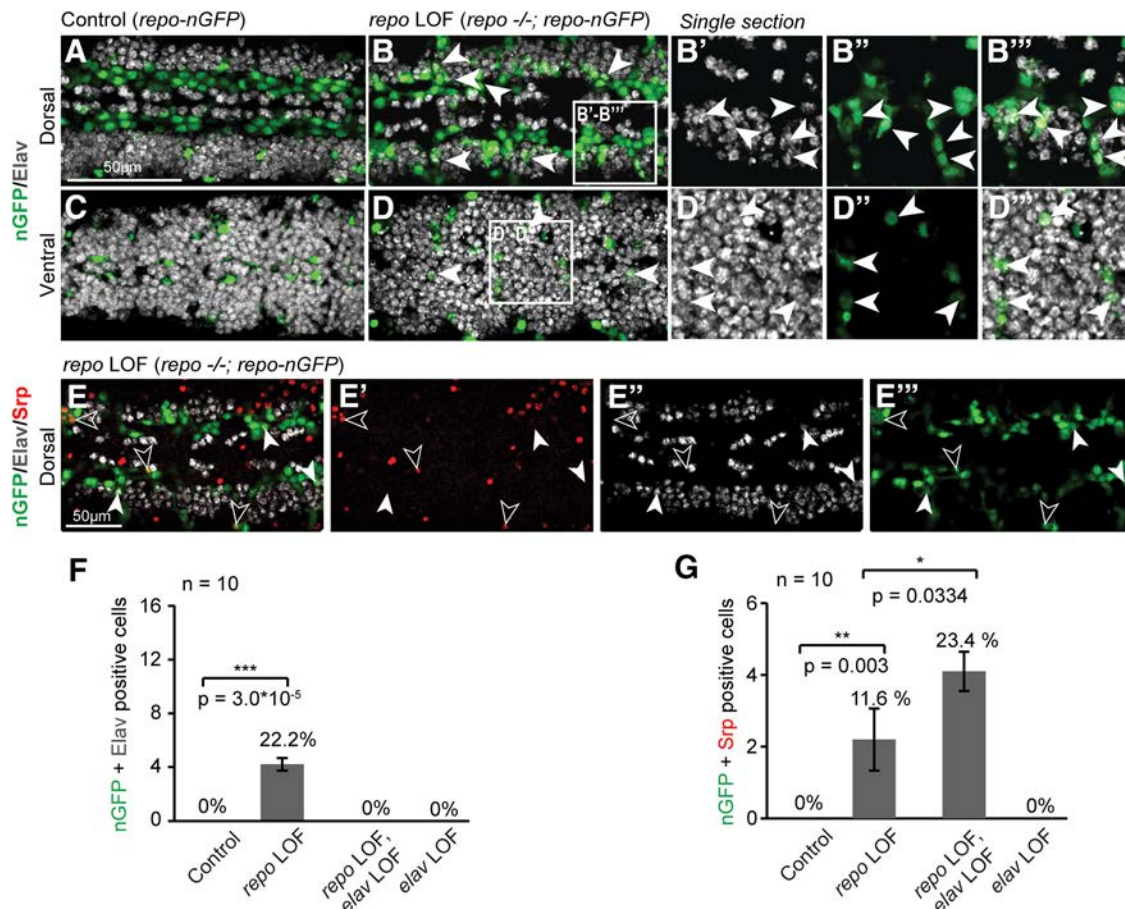 Control (repo-nGFP)
repo LOF (repo -/-; repo-nGFP)
Single section
nGFP/Elav
Dorsal
A
50µm
B
B'-B'''
B'
B''
B'''
Ventral
C
D
D'-D'''
D'
D''
D'''
repo LOF (repo -/-; repo-nGFP)
nGFP/Elav/Srp
Dorsal
E
50µm
E'
E''
E'''
F
n = 10
nGFP + Elav positive cells
16
12
8
4
0
***
p = 3.0*10-5
0%
22.2%
0%
0%
Control
repo LOF
repo LOF,
elav LOF
elav LOF
G
n = 10
nGFP + Srp positive cells
6
4
2
0
*
p = 0.0334
**
p = 0.003
0%
11.6 %
23.4 %
0%
Control
repo LOF
repo LOF,
elav LOF
elav LOF